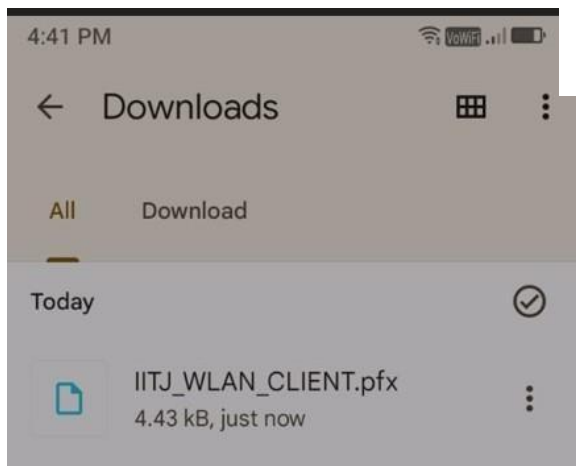 4:41 PM VoWiFi
Downloads
All Download
Today
IITJ_WLAN_CLIENT.pfx
4.43 kB, just now